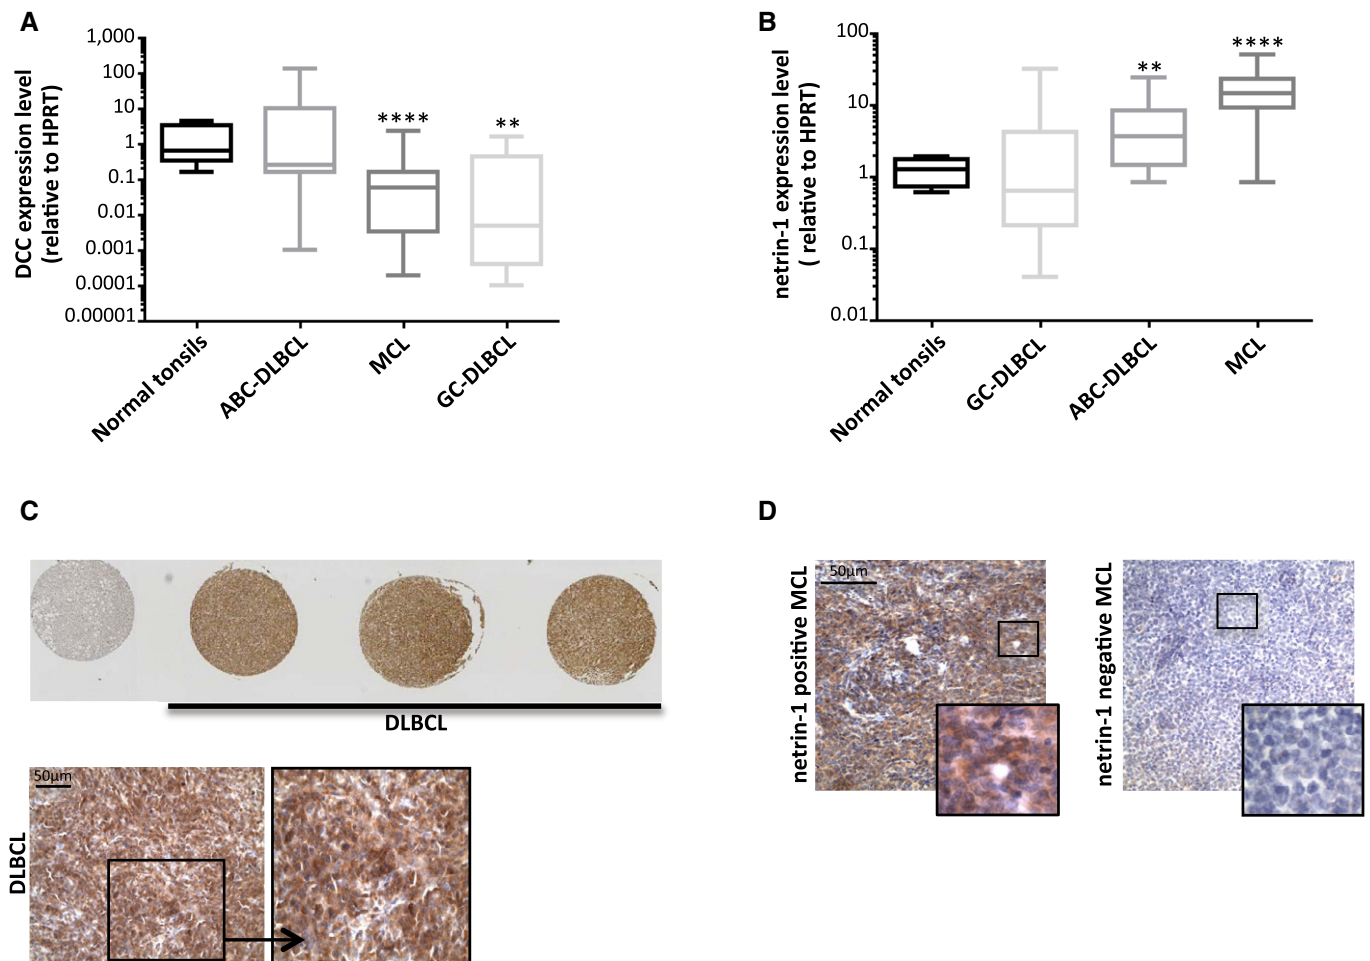 A
DCC expression level
(relative to HPRT)
1,000
100
10
1
0.1
0.01
0.001
0.0001
0.00001
****
**
Normal tonsils
ABC-DLBCL
MCL
GC-DLBCL
B
netrin-1 expression level
( relative to HPRT)
100
10
1
0.1
0.01
**
****
Normal tonsils
GC-DLBCL
ABC-DLBCL
MCL
C
DLBCL
DLBCL
50µm
D
netrin-1 positive MCL
50µm
netrin-1 negative MCL